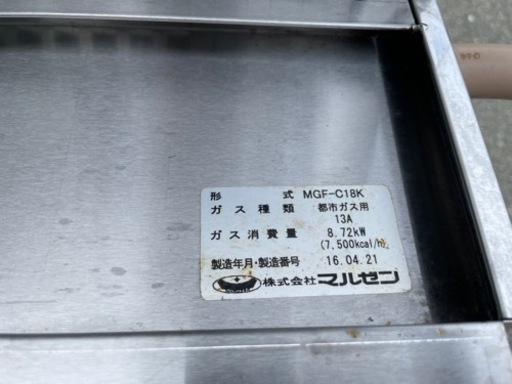 形 式 MGF-C18K
ガス種類 都市ガス用
13A
ガス消費量 8.72kW
(7,500kcal/h)
製造年月・製造番号 16.04.21
株式会社マルゼン